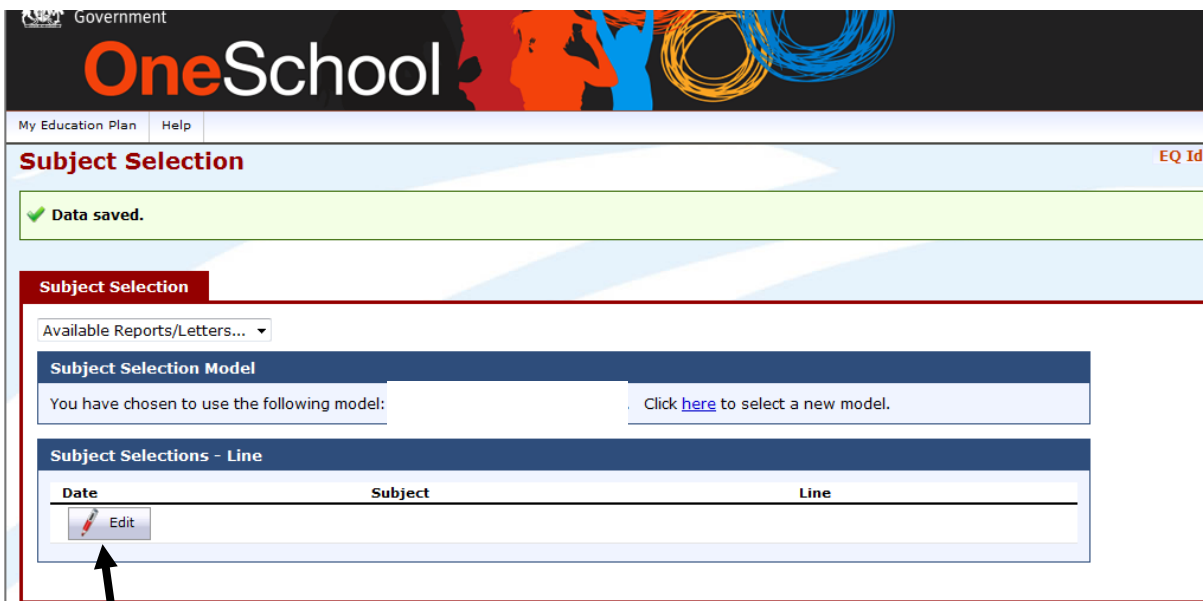 Government
OneSchool
My Education Plan Help
Subject Selection
EQ Id
Data saved.
Subject Selection
Available Reports/Letters...
Subject Selection Model
You have chosen to use the following model: . Click here to select a new model.
Subject Selections - Line
Date Subject Line
Edit